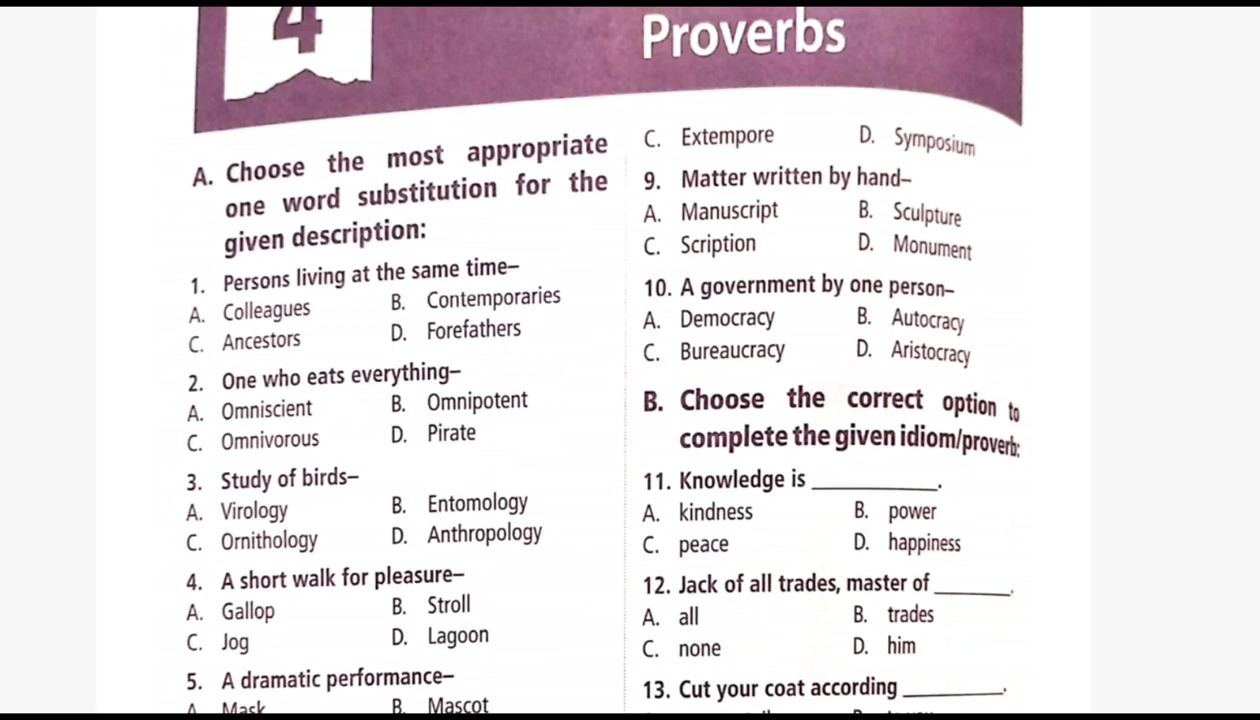 4
Proverbs
A. Choose the most appropriate
one word substitution for the
given description:
1. Persons living at the same time–
A. Colleagues B. Contemporaries
C. Ancestors D. Forefathers
2. One who eats everything–
A. Omniscient B. Omnipotent
C. Omnivorous D. Pirate
3. Study of birds–
A. Virology B. Entomology
C. Ornithology D. Anthropology
4. A short walk for pleasure–
A. Gallop B. Stroll
C. Jog D. Lagoon
5. A dramatic performance–
A. Mask B. Mascot
C. Extempore D. Symposium
9. Matter written by hand–
A. Manuscript B. Sculpture
C. Scription D. Monument
10. A government by one person–
A. Democracy B. Autocracy
C. Bureaucracy D. Aristocracy
B. Choose the correct option to
complete the given idiom/proverb:
11. Knowledge is ____________.
A. kindness B. power
C. peace D. happiness
12. Jack of all trades, master of _______.
A. all B. trades
C. none D. him
13. Cut your coat according _________.